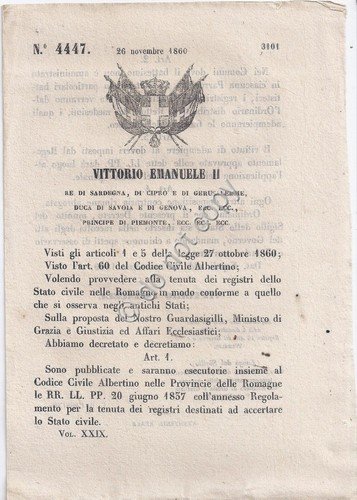 N.° 4447.
26 novembre 1860
3101
VITTORIO EMANUELE II
RE DI SARDEGNA, DI CIPRO E DI GERUSALEMME,
DUCA DI SAVOIA E DI GENOVA, ECC. ECC.,
PRINCIPE DI PIEMONTE, ECC. ECC. ECC.
Visti gli articoli 1 e 5 della Legge 27 ottobre 1860;
Visto l'art. 60 del Codice Civile Albertino;
Volendo provvedere alla tenuta dei registri dello
Stato civile nelle Romagne in modo conforme a quello
che si osserva negli antichi Stati;
Sulla proposta del Nostro Guardasigilli, Ministro di
Grazia e Giustizia ed Affari Ecclesiastici;
Abbiamo decretato e decretiamo:
Art. 1.
Sono pubblicate e saranno esecutorie insieme al
Codice Civile Albertino nelle Provincie delle Romagne
le RR. LL. PP. 20 giugno 1837 coll'annesso Regola-
mento per la tenuta dei registri destinati ad accertare
lo Stato civile.
VOL. XXIX.